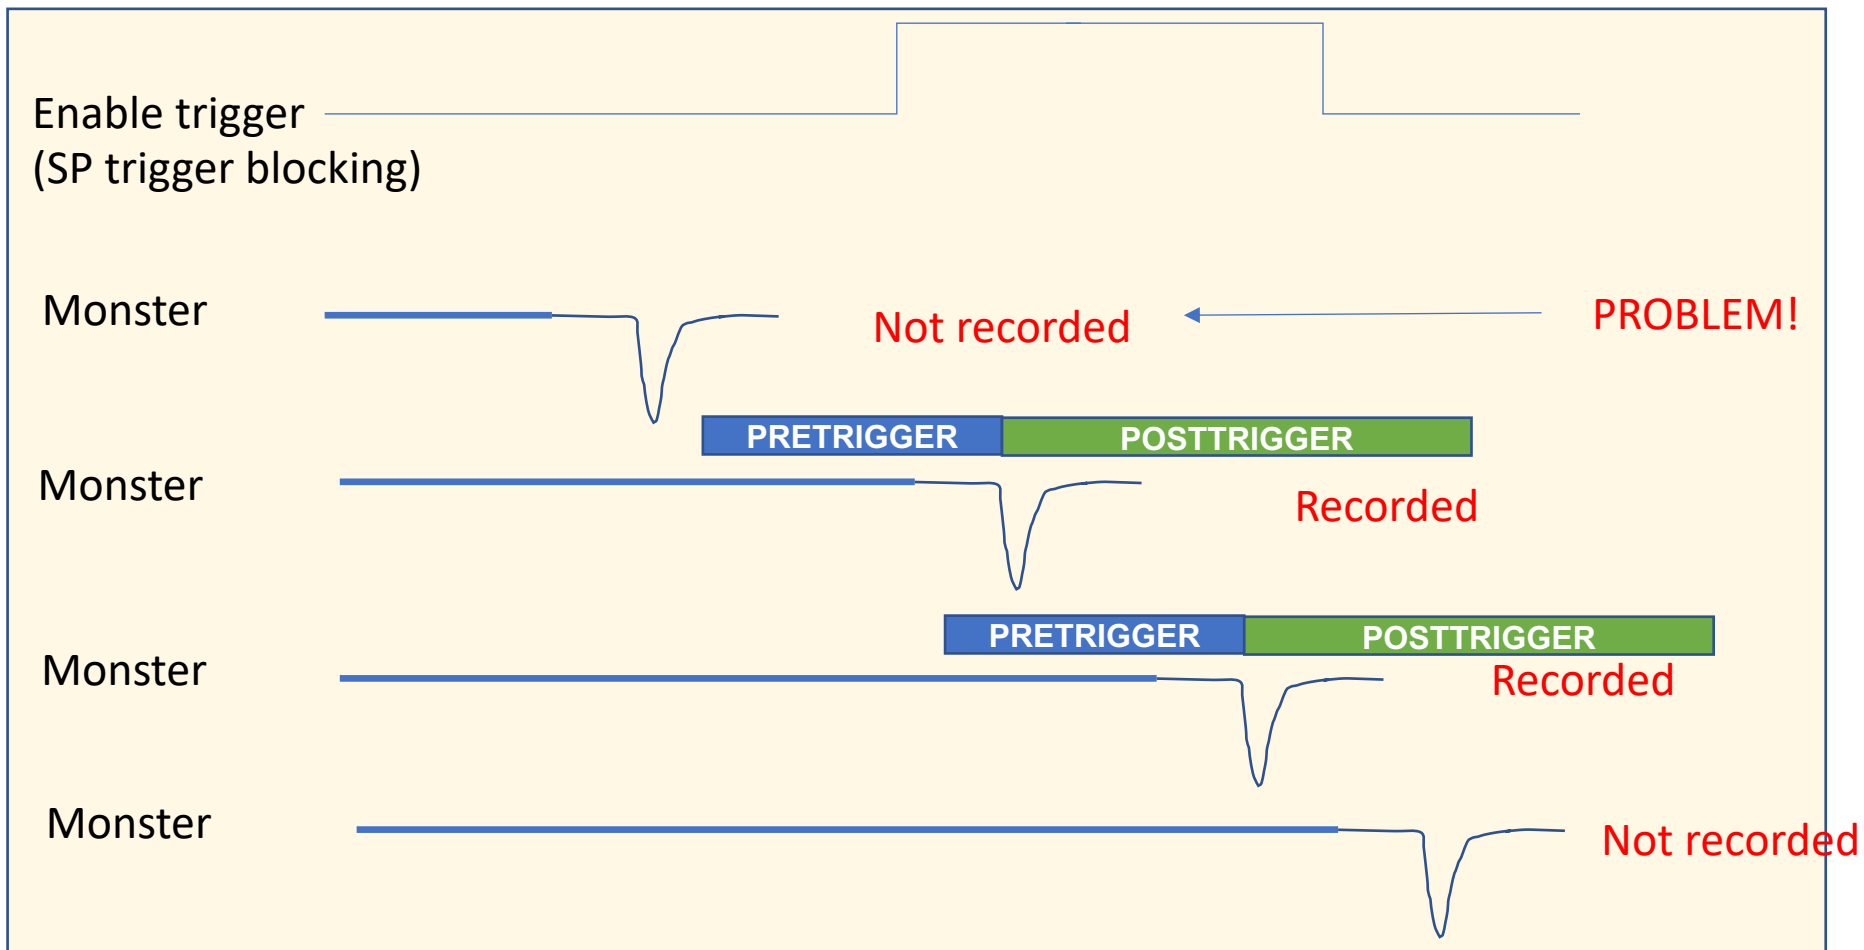 Enable trigger
(SP trigger blocking)
Monster
Not recorded
PROBLEM!
PRETRIGGER
POSTTRIGGER
Monster
Recorded
PRETRIGGER
POSTTRIGGER
Monster
Recorded
Monster
Not recorded